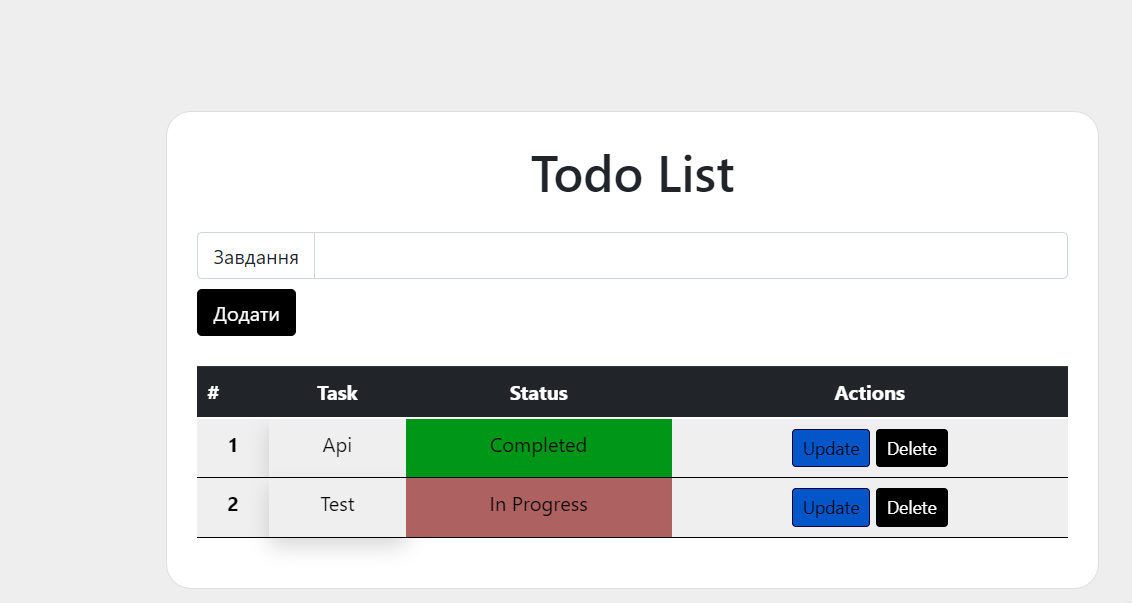 Todo List
Завдання
Додати
# Task Status Actions
1 Api Completed Update Delete
2 Test In Progress Update Delete